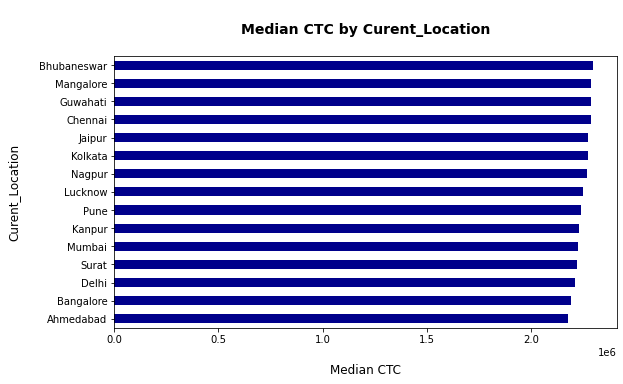 Median CTC by Curent_Location
Curent_Location
Bhubaneswar
Mangalore
Guwahati
Chennai
Jaipur
Kolkata
Nagpur
Lucknow
Pune
Kanpur
Mumbai
Surat
Delhi
Bangalore
Ahmedabad
0.0 0.5 1.0 1.5 2.0
1e6
Median CTC